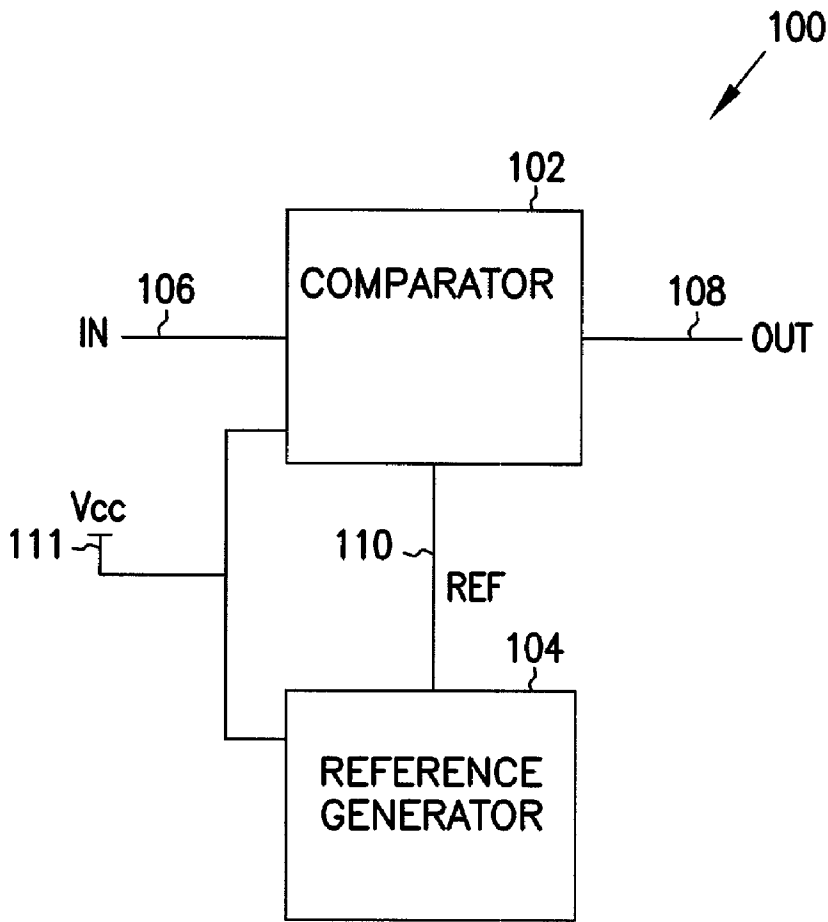 100
102
COMPARATOR
106
108
IN
OUT
Vcc
111
110
REF
104
REFERENCE
GENERATOR